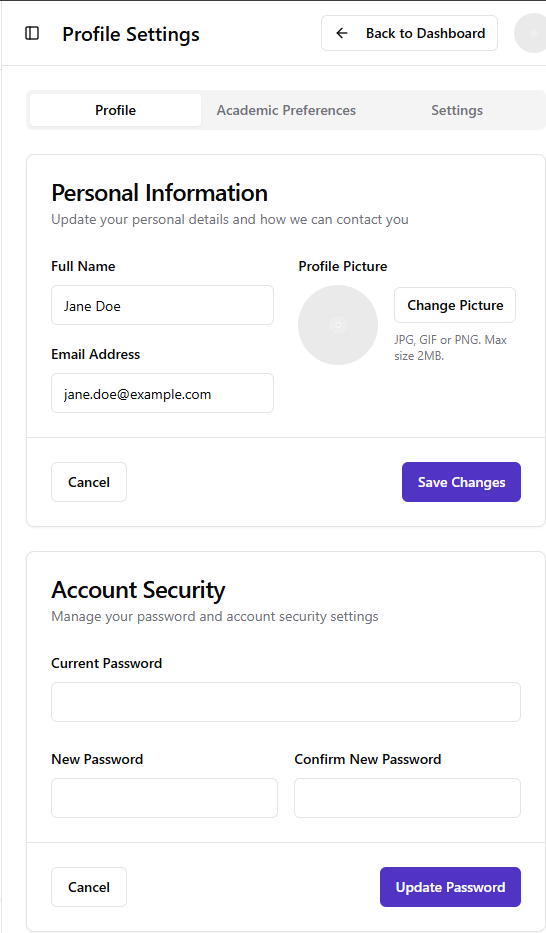 Profile Settings
Back to Dashboard
Profile
Academic Preferences
Settings
Personal Information
Update your personal details and how we can contact you
Full Name
Jane Doe
Email Address
jane.doe@example.com
Profile Picture
Change Picture
JPG, GIF or PNG. Max
size 2MB.
Cancel
Save Changes
Account Security
Manage your password and account security settings
Current Password
New Password
Confirm New Password
Cancel
Update Password